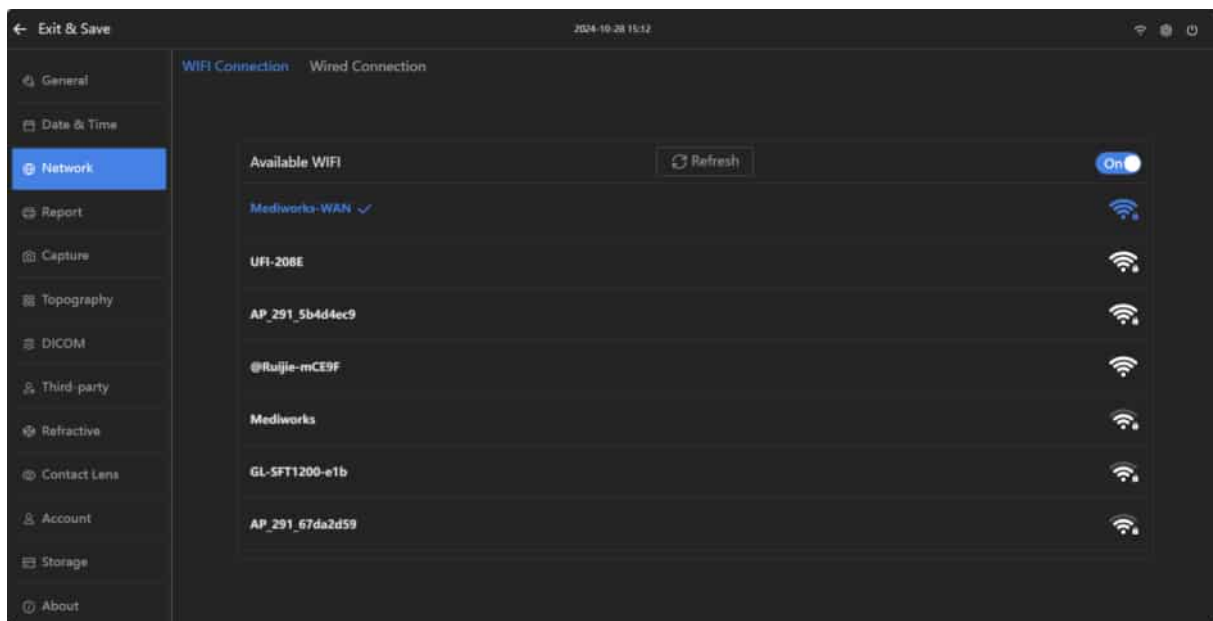 Exit & Save
2024-10-28 15:12
General
Date & Time
Network
Report
Capture
Topography
DICOM
Third-party
Refractive
Contact Lens
Account
Storage
About
WIFI Connection Wired Connection
Available WIFI Refresh On
Mediworks-WAN
UFI-208E
AP_291_5b4d4ec9
@Ruijie-mCE9F
Mediworks
GL-SFT1200-e1b
AP_291_67da2d59